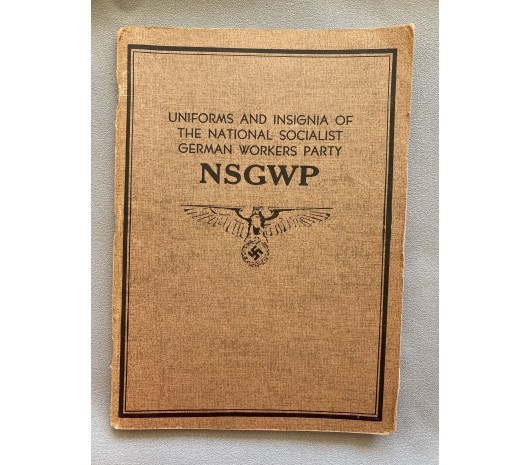 UNIFORMS AND INSIGNIA OF
THE NATIONAL SOCIALIST
GERMAN WORKERS PARTY
NSGWP